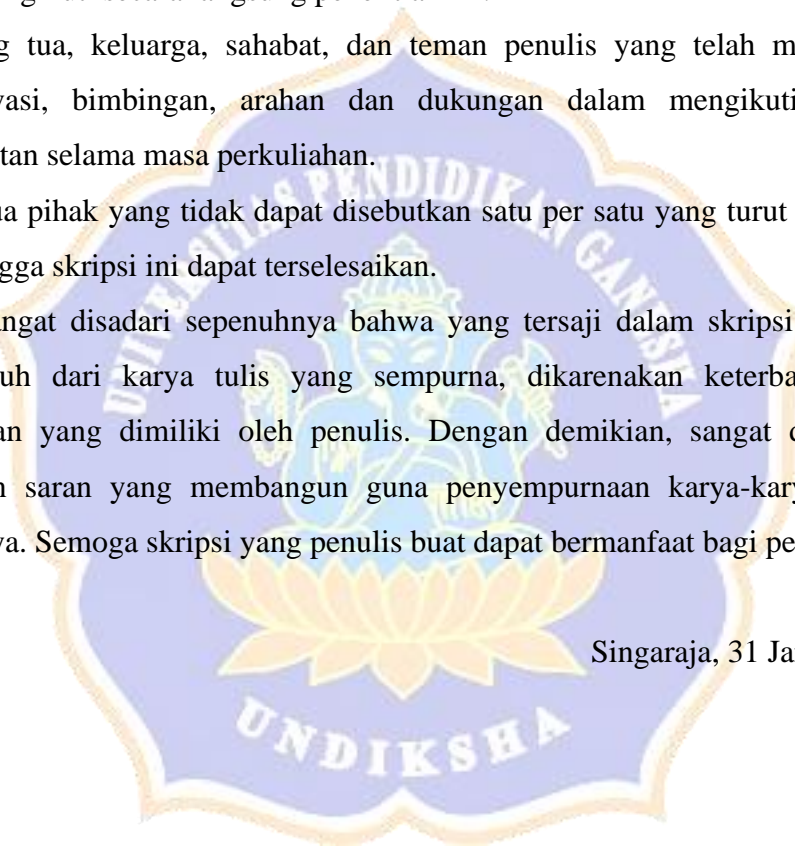 g tua, keluarga, sahabat, dan teman penulis yang telah m
vasi, bimbingan, arahan dan dukungan dalam mengikuti
tan selama masa perkuliahan.
ua pihak yang tidak dapat disebutkan satu per satu yang turut
ngga skripsi ini dapat terselesaikan.
angat disadari sepenuhnya bahwa yang tersaji dalam skripsi
uh dari karya tulis yang sempurna, dikarenakan keterba
an yang dimiliki oleh penulis. Dengan demikian, sangat d
n saran yang membangun guna penyempurnaan karya-kary
ya. Semoga skripsi yang penulis buat dapat bermanfaat bagi pe
Singaraja, 31 Ja
UNIVERSITAS PENDIDIKAN GANESHA
UNDIKSHA